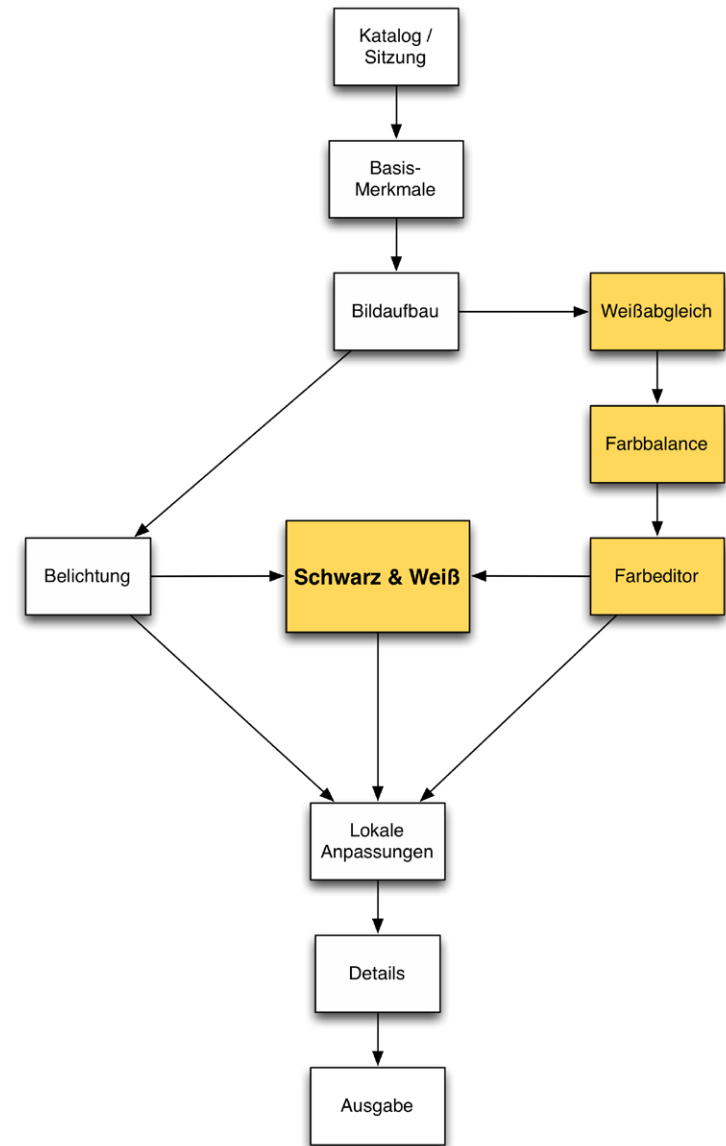 Katalog /
Sitzung
Basis-
Merkmale
Bildaufbau
Weißabgleich
Farbbalance
Belichtung
Schwarz & Weiß
Farbeditor
Lokale
Anpassungen
Details
Ausgabe